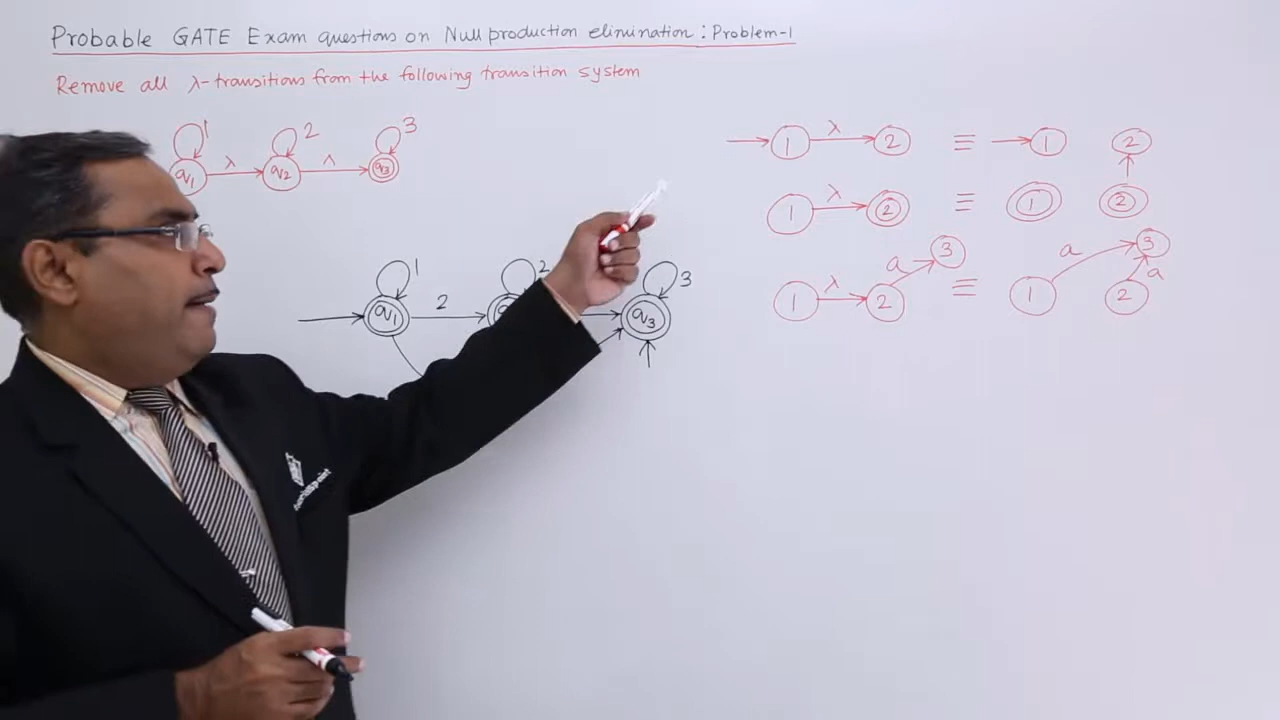 Probable GATE Exam questions on Null production elimination : Problem-1
Remove all λ-transitions from the following transition system
1 2 3
q1 λ q2 λ q3
1 λ 2 ≡ 1 2
1 λ 2 ≡ 1 2
1 λ 2 a 3 ≡ 1 a 3 2 a
1 2 3
q1 2 q3